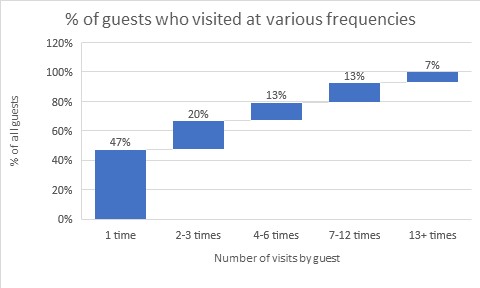 % of guests who visited at various frequencies
120%
100%
80%
60%
40%
20%
0%
% of all guests
47%
20%
13%
13%
7%
1 time
2-3 times
4-6 times
7-12 times
13+ times
Number of visits by guest